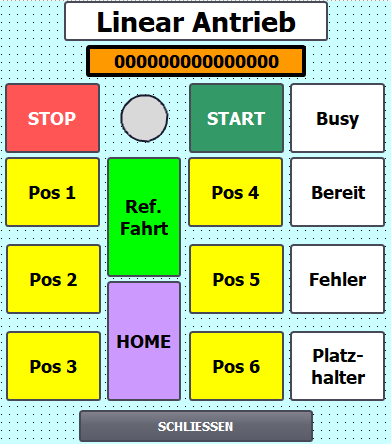 Linear Antrieb
000000000000000
STOP
START
Busy
Pos 1
Ref.
Fahrt
Pos 4
Bereit
Pos 2
Pos 5
Fehler
HOME
Pos 3
Pos 6
Platz-
halter
SCHLIESSEN